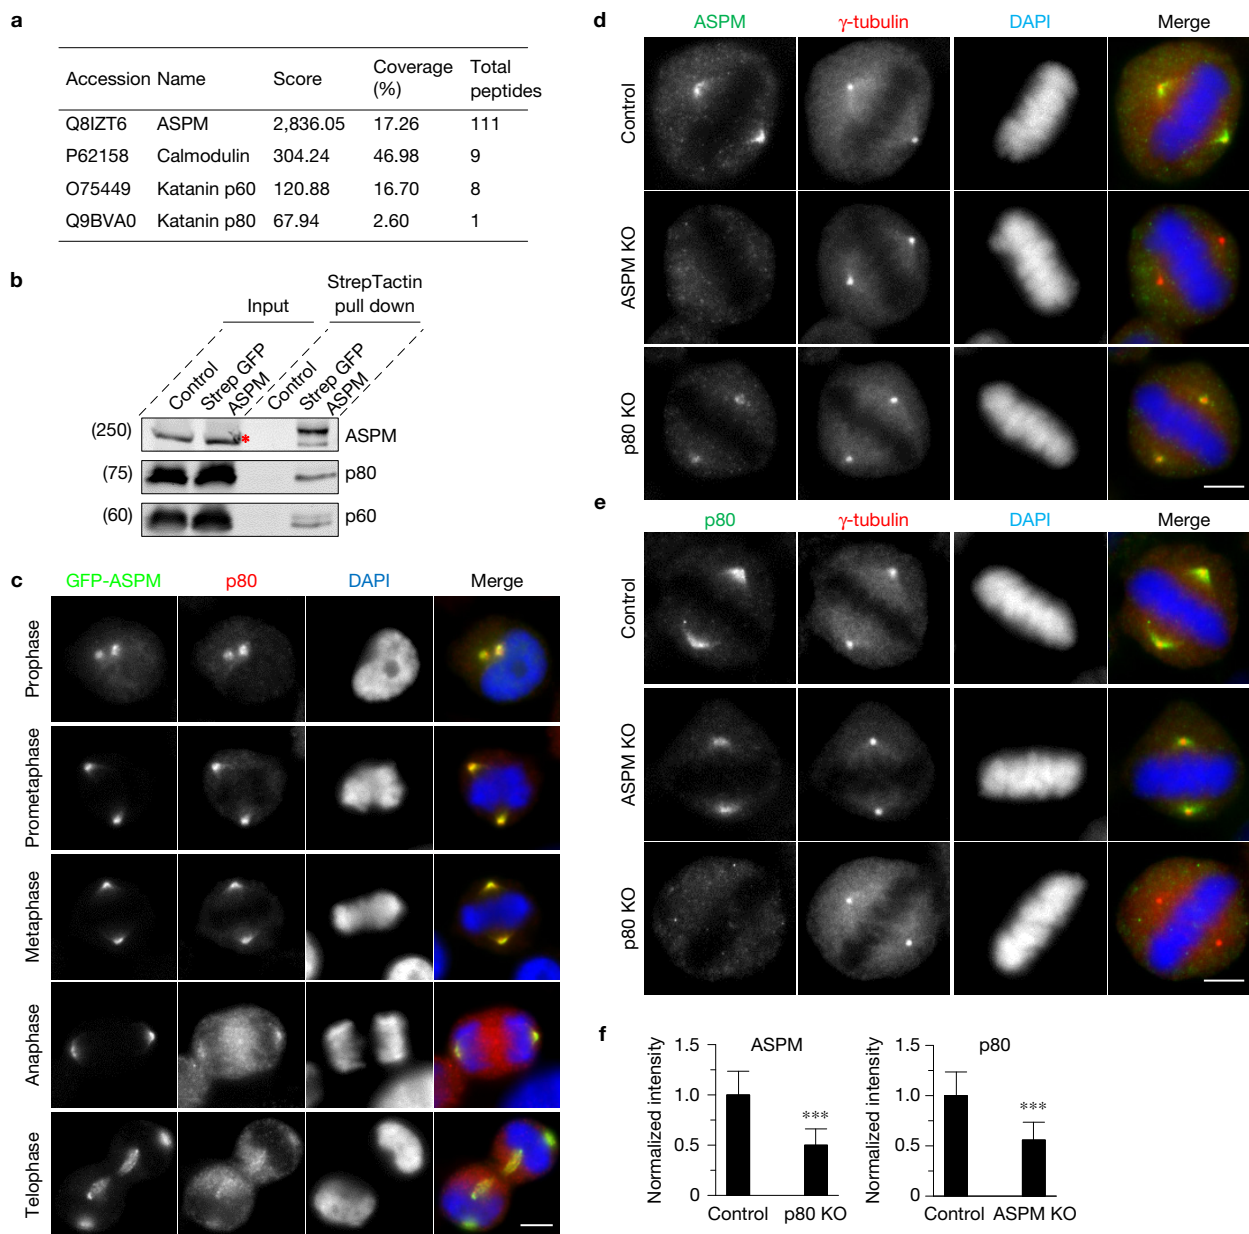 a
Accession Name Score Coverage (%) Total peptides
Q8IZT6 ASPM 2,836.05 17.26 111
P62158 Calmodulin 304.24 46.98 9
O75449 Katanin p60 120.88 16.70 8
Q9BVA0 Katanin p80 67.94 2.60 1
b
Input
StrepTactin
pull down
Control
Strep GFP
ASPM
Control
Strep GFP
ASPM
(250) * ASPM
(75) p80
(60) p60
c
GFP-ASPM p80 DAPI Merge
Prophase
Prometaphase
Metaphase
Anaphase
Telophase
d
ASPM γ-tubulin DAPI Merge
Control
ASPM KO
p80 KO
e
p80 γ-tubulin DAPI Merge
Control
ASPM KO
p80 KO
f
Normalized intensity
ASPM
1.5
1.0
0.5
0
***
Control p80 KO
Normalized intensity
p80
1.5
1.0
0.5
0
***
Control ASPM KO